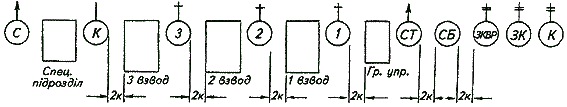 С К 3 2 1 СТ СБ ЗКВР ЗК К
Спец. підрозділ 3 взвод 2 взвод 1 взвод Гр. упр.
2к 2к 2к 2к 2к 2к 2к